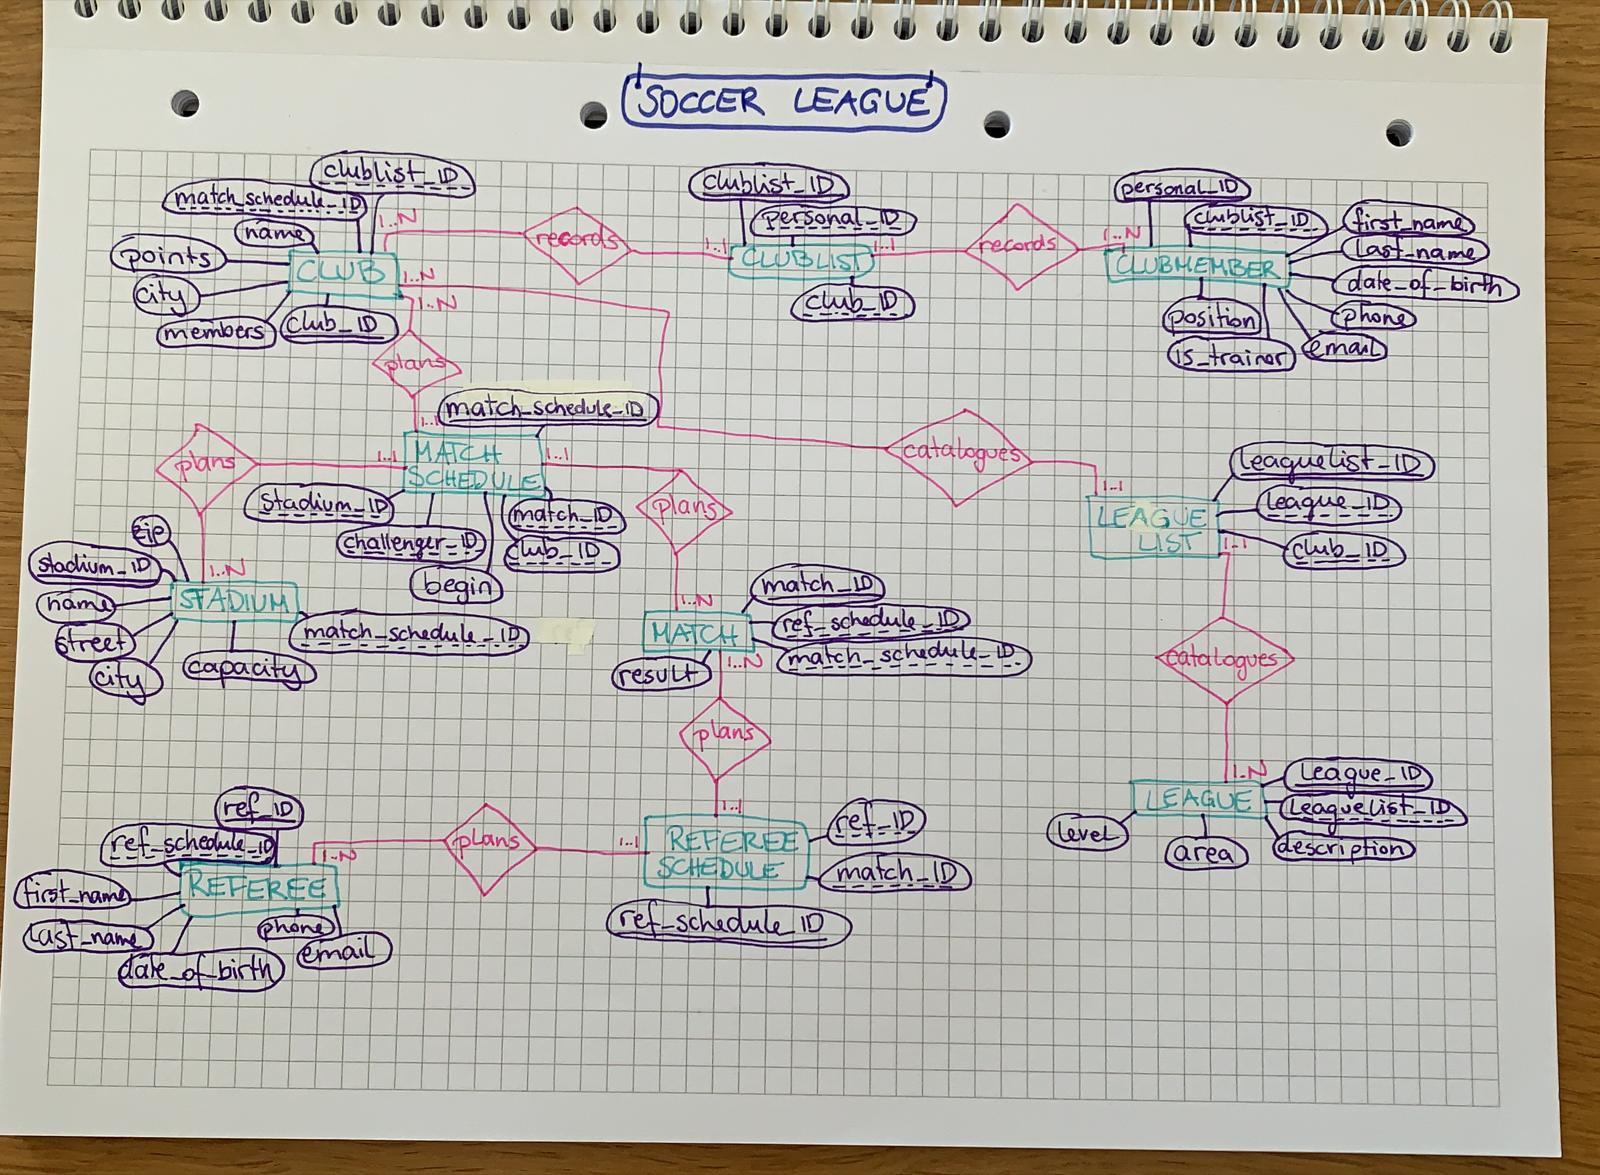 SOCCER LEAGUE
clublist_ID
match_schedule_ID
name
points
city
members
club_ID
CLUB
1..N
1..N
1..N
records
1..1
clublist_ID
personal_ID
CLUBLIST
club_ID
1..1
records
1..N
personal_ID
clublist_ID
CLUBMEMBER
first_name
last_name
date_of_birth
phone
email
position
is_trainer
plans
1..1
match_schedule_ID
MATCH
SCHEDULE
1..1
1..1
stadium_ID
challenger_ID
begin
match_ID
club_ID
plans
1..N
zip
stadium_ID
name
street
city
STADIUM
capacity
match_schedule_ID
plans
1..N
match_ID
ref_schedule_ID
match_schedule_ID
MATCH
result
1..N
catalogues
1..1
LEAGUE
LIST
leaguelist_ID
league_ID
club_ID
1..1
catalogues
1..N
LEAGUE
league_ID
leaguelist_ID
description
area
level
plans
1..1
REFEREE
SCHEDULE
ref_ID
match_ID
ref_schedule_ID
1..1
plans
1..N
ref_ID
ref_schedule_ID
REFEREE
first_name
last_name
date_of_birth
phone
email